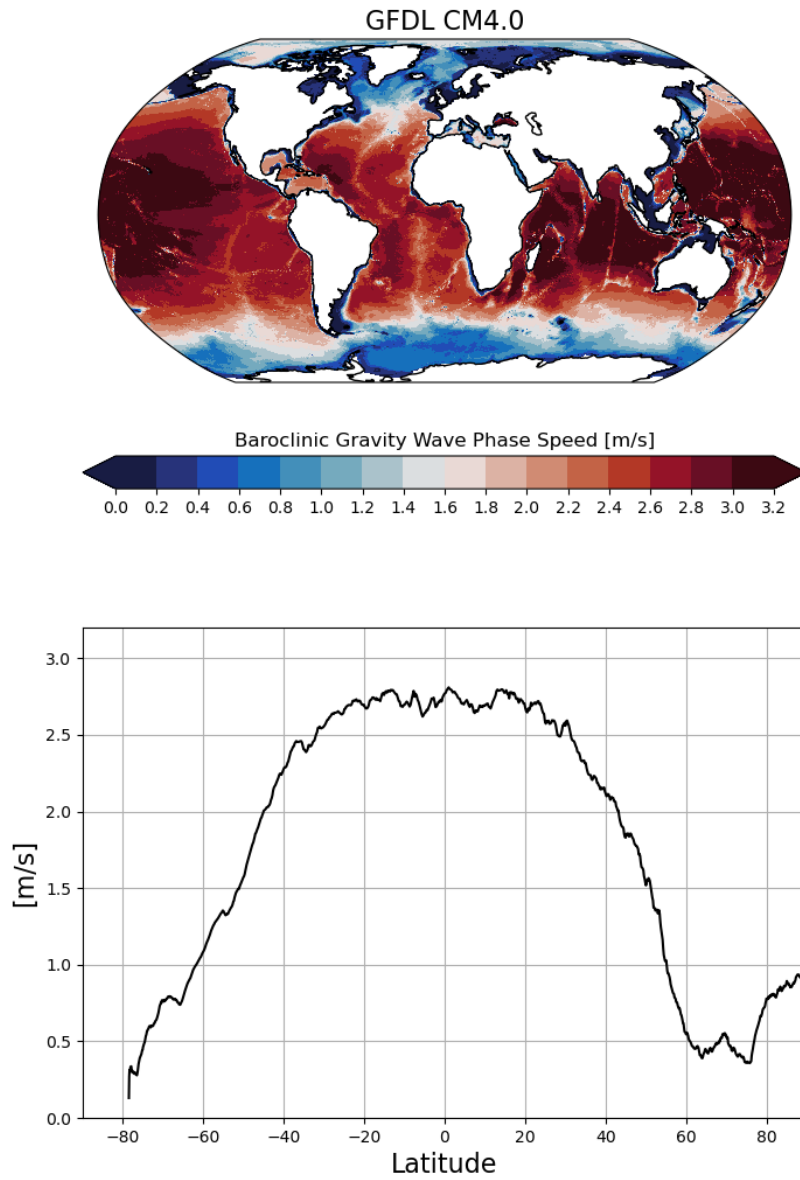 GFDL CM4.0
Baroclinic Gravity Wave Phase Speed [m/s]
0.0 0.2 0.4 0.6 0.8 1.0 1.2 1.4 1.6 1.8 2.0 2.2 2.4 2.6 2.8 3.0 3.2
3.0
2.5
2.0
1.5
1.0
0.5
0.0
[m/s]
−80 −60 −40 −20 0 20 40 60 80
Latitude